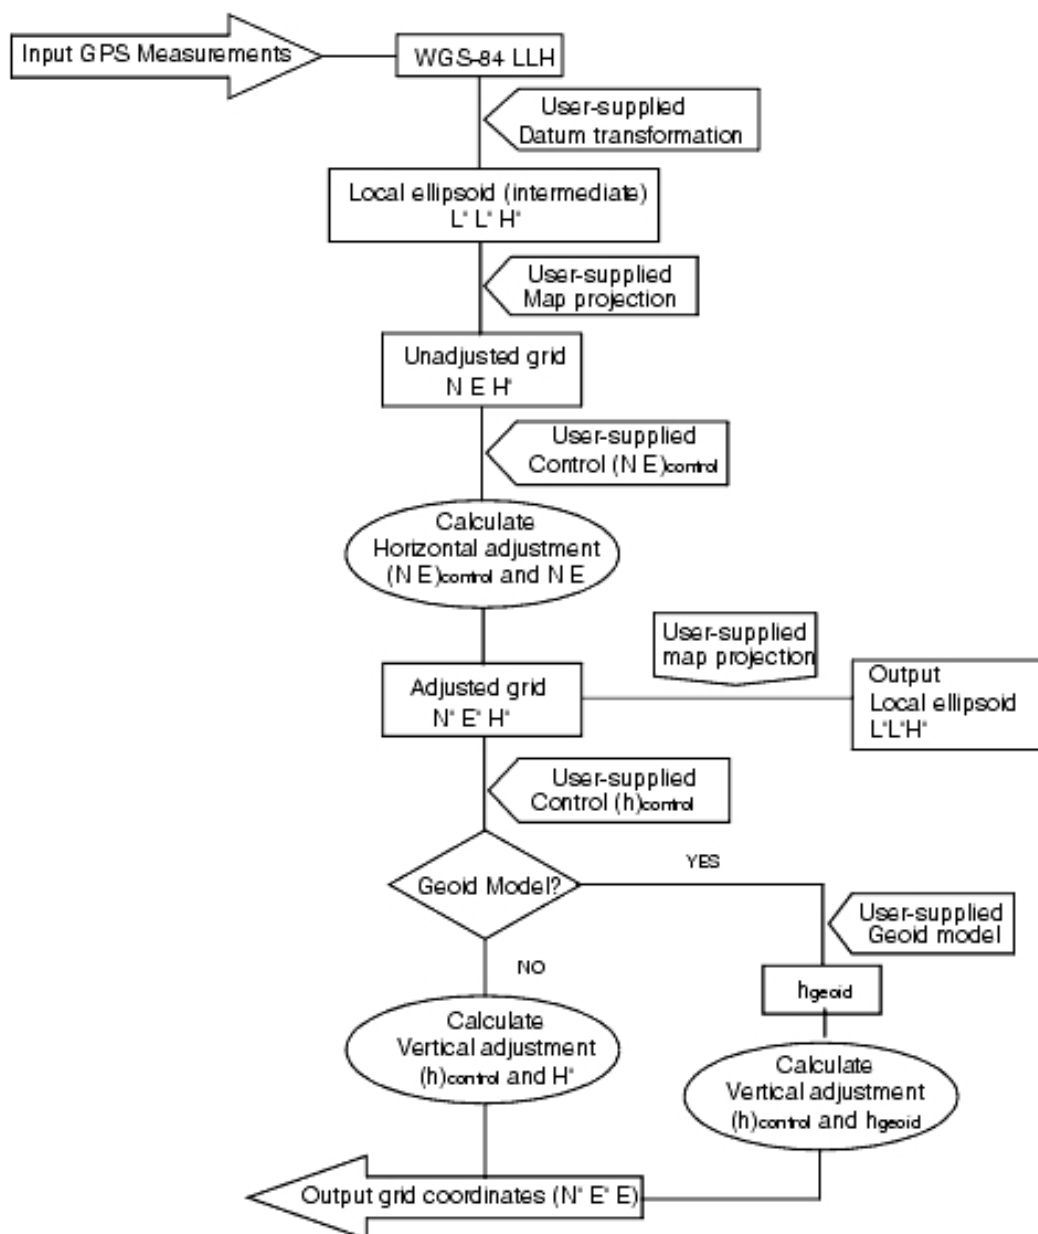 Input GPS Measurements
WGS-84 LLH
User-supplied
Datum transformation
Local ellipsoid (intermediate)
L' L' H'
User-supplied
Map projection
Unadjusted grid
N E H'
User-supplied
Control (N E)control
Calculate
Horizontal adjustment
(N E)control and N E
User-supplied
map projection
Adjusted grid
N' E' H'
Output
Local ellipsoid
L'L'H'
User-supplied
Control (h)control
Geoid Model?
YES
User-supplied
Geoid model
NO
hgeoid
Calculate
Vertical adjustment
(h)control and H'
Calculate
Vertical adjustment
(h)control and hgeoid
Output grid coordinates (N' E' E)